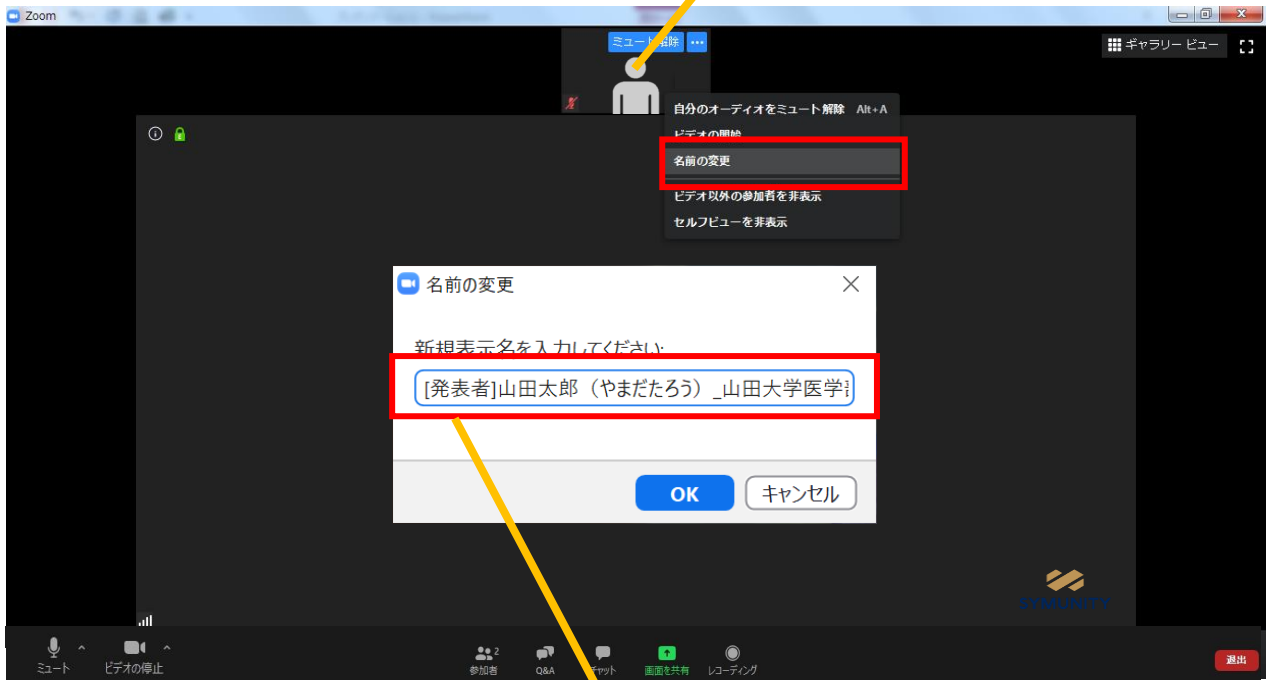 Zoom
ミュート解除
ギャラリー ビュー
自分のオーディオをミュート解除 Alt+A
ビデオの開始
名前の変更
ビデオ以外の参加者を非表示
セルフビューを非表示
名前の変更
新規表示名を入力してください:
[発表者]山田太郎（やまだたろう）_山田大学医学
OK
キャンセル
SYMUNITY
ミュート
ビデオの停止
2
参加者
Q&A
チャット
画面を共有
レコーディング
退出